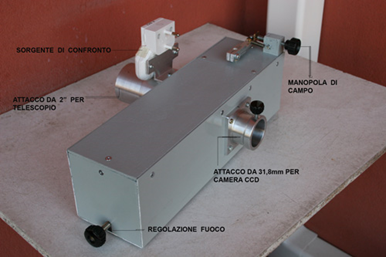 SORGENTE DI CONFRONTO
MANOPOLA DI
CAMPO
ATTACCO DA 2" PER
TELESCOPIO
ATTACCO DA 31,8mm PER
CAMERA CCD
REGOLAZIONE FUOCO